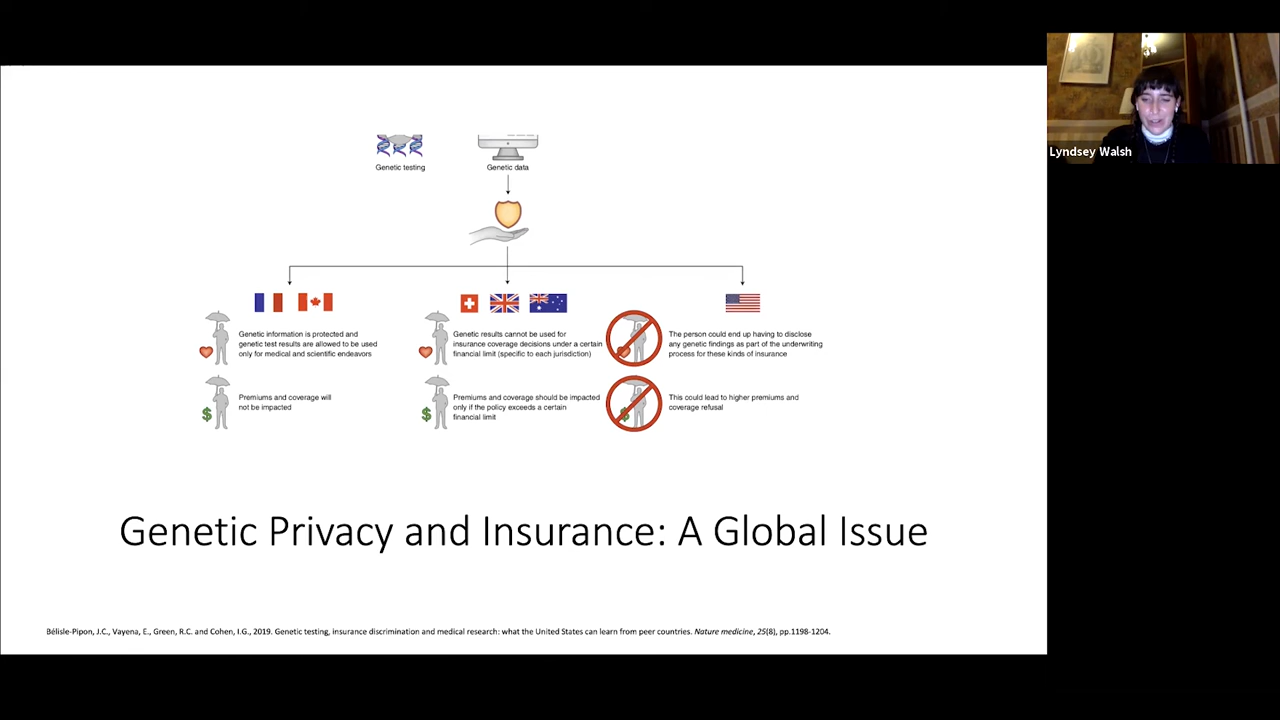 Genetic testing
Genetic data
Lyndsey Walsh
Genetic information is protected and
genetic test results are allowed to be used
only for medical and scientific endeavors
Genetic results cannot be used for
insurance coverage decisions under a certain
financial limit (specific to each jurisdiction)
The person could end up having to disclose
any genetic findings as part of the underwriting
process for these kinds of insurance
$
Premiums and coverage will
not be impacted
$
Premiums and coverage should be impacted
only if the policy exceeds a certain
financial limit
$
This could lead to higher premiums and
coverage refusal
Genetic Privacy and Insurance: A Global Issue
Bélisle-Pipon, J.C., Vayena, E., Green, R.C. and Cohen, I.G., 2019. Genetic testing, insurance discrimination and medical research: what the United States can learn from peer countries. Nature medicine, 25(8), pp.1198-1204.